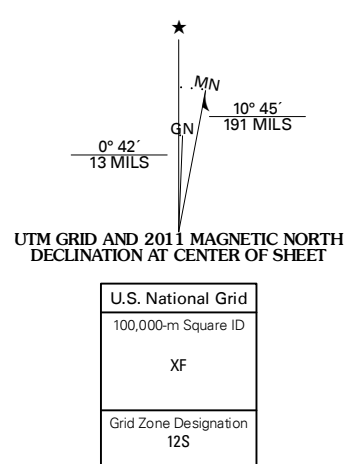 MN
10° 45´
191 MILS
GN
0° 42´
13 MILS
UTM GRID AND 2011 MAGNETIC NORTH
DECLINATION AT CENTER OF SHEET
U.S. National Grid
100,000-m Square ID
XF
Grid Zone Designation
12S